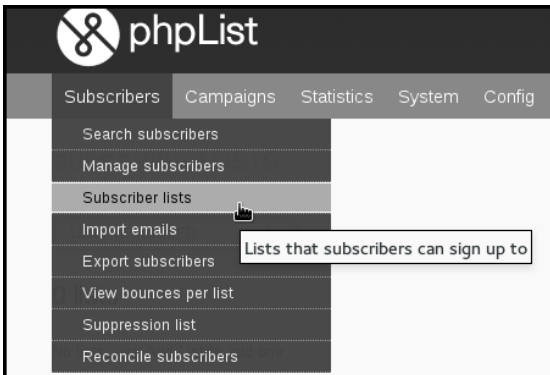 phpList
Subscribers Campaigns Statistics System Config
Search subscribers
Manage subscribers
Subscriber lists
Import emails
Lists that subscribers can sign up to
Export subscribers
View bounces per list
Suppression list
Reconcile subscribers